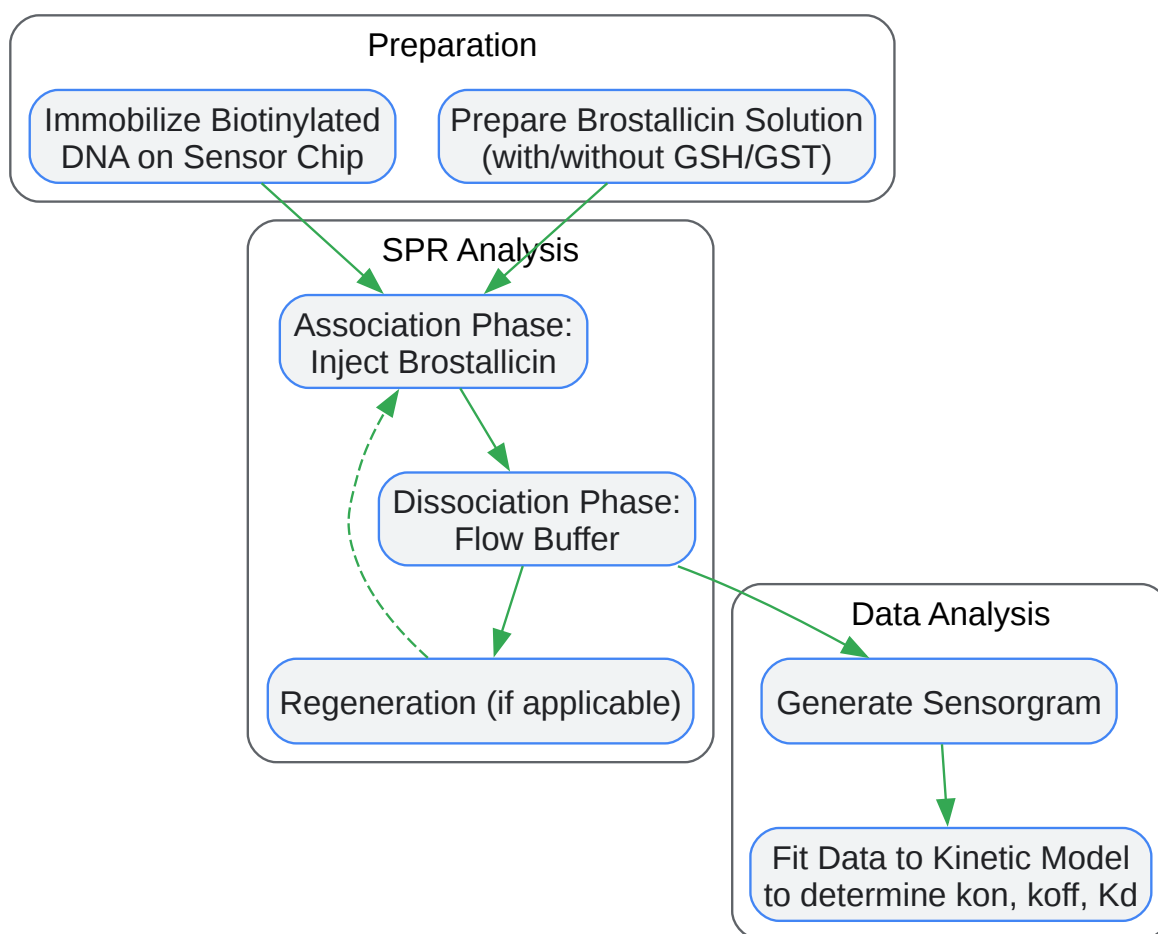 Preparation
Immobilize Biotinylated
DNA on Sensor Chip
Prepare Brostallicin Solution
(with/without GSH/GST)
SPR Analysis
Association Phase:
Inject Brostallicin
Dissociation Phase:
Flow Buffer
Regeneration (if applicable)
Data Analysis
Generate Sensorgram
Fit Data to Kinetic Model
to determine kon, koff, Kd